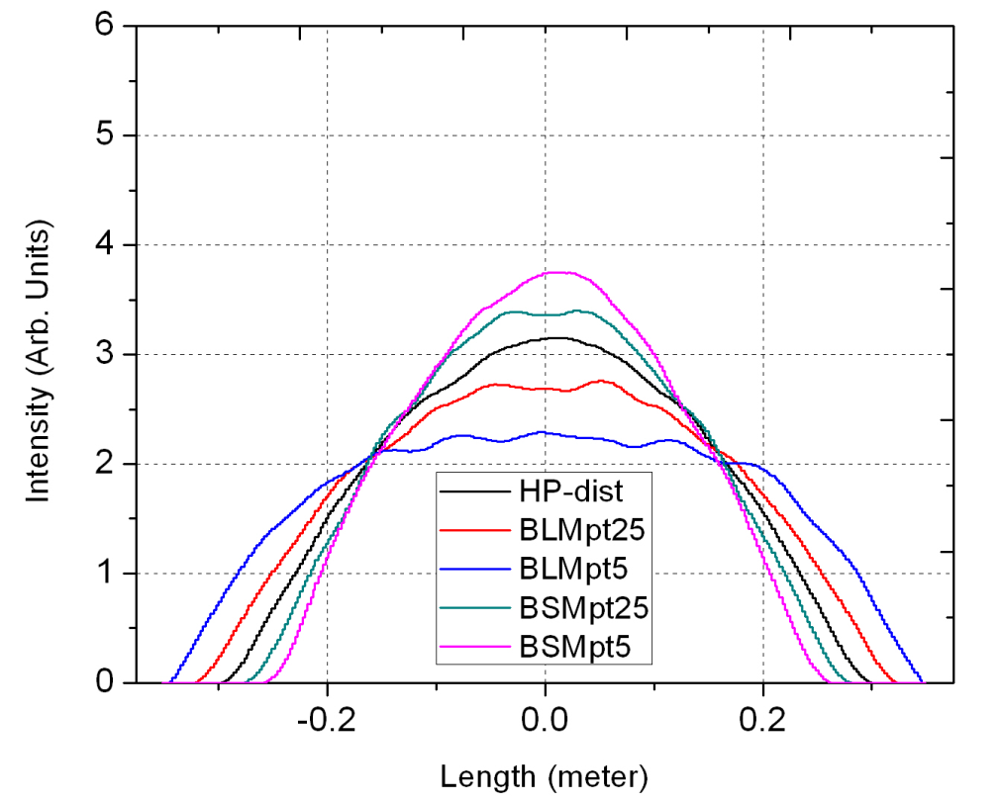 6
5
4
3
2
1
0
Intensity (Arb. Units)
HP-dist
BLMpt25
BLMpt5
BSMpt25
BSMpt5
-0.2 0.0 0.2
Length (meter)